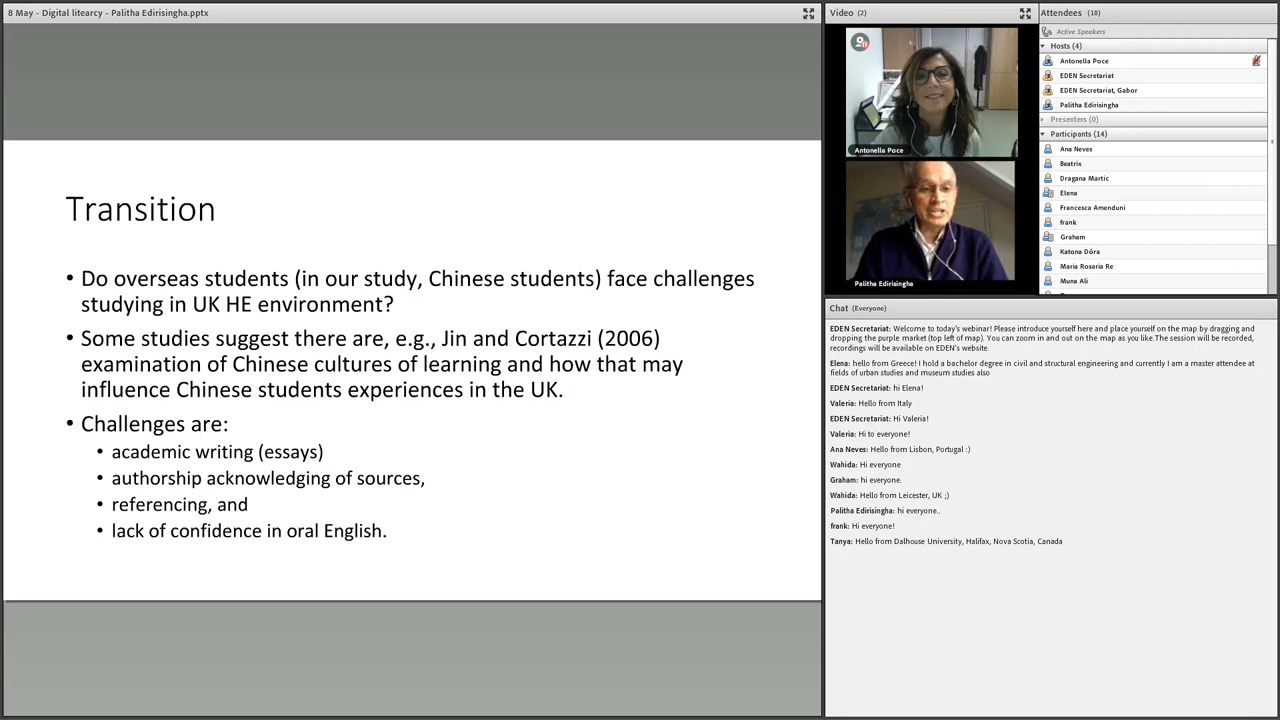 8 May - Digital litearcy - Palitha Edirisingha.pptx
Transition
• Do overseas students (in our study, Chinese students) face challenges
studying in UK HE environment?
• Some studies suggest there are, e.g., Jin and Cortazzi (2006)
examination of Chinese cultures of learning and how that may
influence Chinese students experiences in the UK.
• Challenges are:
• academic writing (essays)
• authorship acknowledging of sources,
• referencing, and
• lack of confidence in oral English.
Video (2)
Antonella Poce
Palitha Edirisingha
Attendees (18)
Active Speakers
Hosts (4)
Antonella Poce
EDEN Secretariat
EDEN Secretariat, Gabor
Palitha Edirisingha
Presenters (0)
Participants (14)
Ana Neves
Beatrix
Dragana Martic
Elena
Francesca Amenduni
frank
Graham
Katona Dóra
Maria Rosaria Re
Muna Ali
Chat (Everyone)
EDEN Secretariat: Welcome to today's webinar! Please introduce yourself here and place yourself on the map by dragging and
dropping the purple market (top left of map). You can zoom in and out on the map as you like.The session will be recorded,
recordings will be available on EDEN's website.
Elena: hello from Greece! I hold a bachelor degree in civil and structural engineering and currently I am a master attendee at
fields of urban studies and museum studies also
EDEN Secretariat: hi Elena!
Valeria: Hello from Italy
EDEN Secretariat: Hi Valeria!
Valeria: Hi to everyone!
Ana Neves: Hello from Lisbon, Portugal :)
Wahida: Hi everyone
Graham: hi everyone.
Wahida: Hello from Leicester, UK ;)
Palitha Edirisingha: hi everyone..
frank: Hi everyone!
Tanya: Hello from Dalhouse University, Halifax, Nova Scotia, Canada